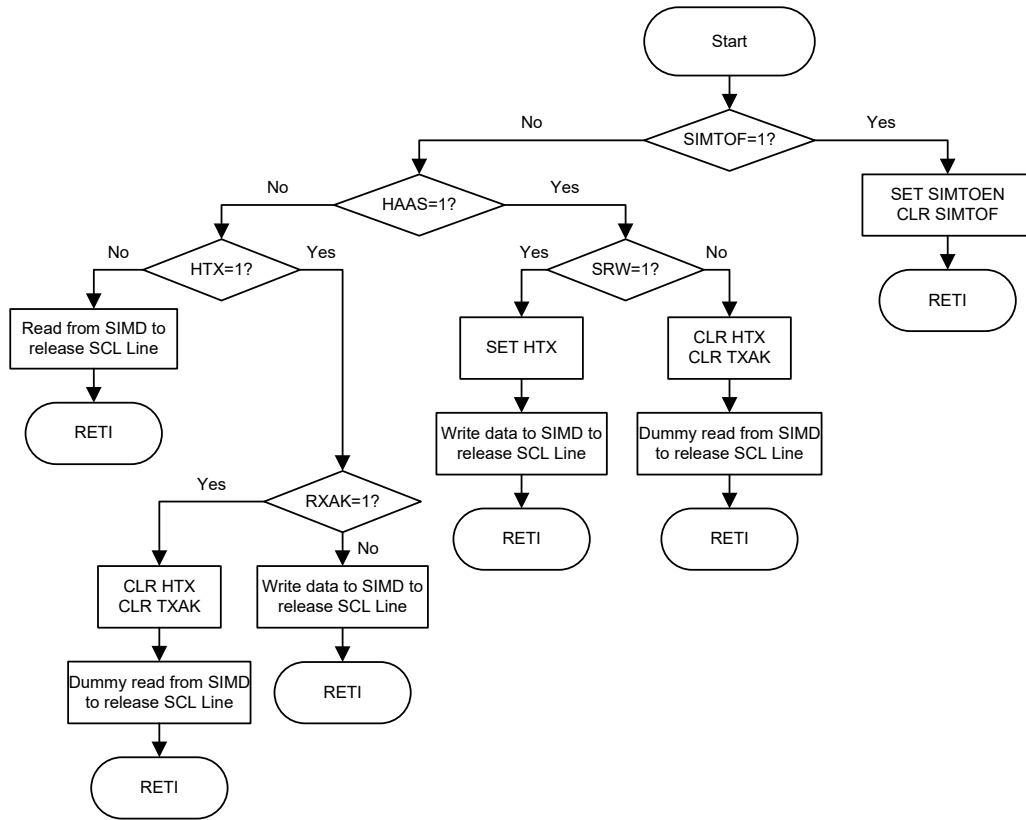 Start
No
SIMTOF=1?
Yes
No
HAAS=1?
Yes
SET SIMTOEN
CLR SIMTOF
No
HTX=1?
Yes
Yes
SRW=1?
No
RETI
Read from SIMD to
release SCL Line
SET HTX
CLR HTX
CLR TXAK
RETI
Write data to SIMD to
release SCL Line
Dummy read from SIMD
to release SCL Line
Yes
RXAK=1?
RETI
RETI
No
CLR HTX
CLR TXAK
Write data to SIMD to
release SCL Line
Dummy read from SIMD
to release SCL Line
RETI
RETI